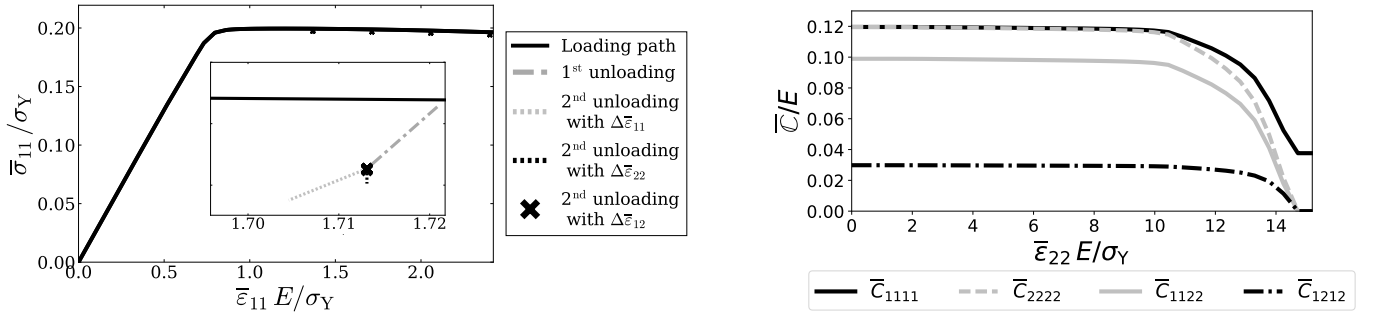 0.20
0.15
0.10
0.05
0.00
σ̅₁₁/σ_Y
1.70 1.71 1.72
0.0 0.5 1.0 1.5 2.0
ε̅₁₁ E/σ_Y
Loading path
1ˢᵗ unloading
2ⁿᵈ unloading
with Δε̅₁₁
2ⁿᵈ unloading
with Δε̅₂₂
2ⁿᵈ unloading
with Δε̅₁₂
0.12
0.10
0.08
0.06
0.04
0.02
0.00
ℂ̅/E
0 2 4 6 8 10 12 14
ε̅₂₂ E/σ_Y
C̅₁₁₁₁ C̅₂₂₂₂ C̅₁₁₂₂ C̅₁₂₁₂